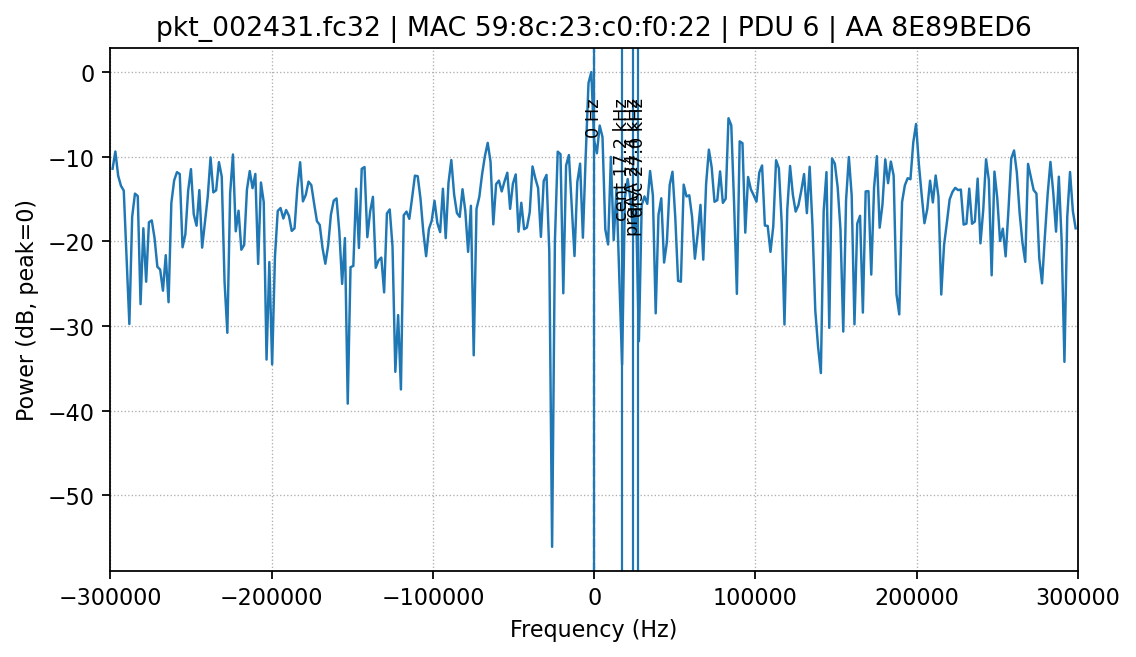 pkt_002431.fc32 | MAC 59:8c:23:c0:f0:22 | PDU 6 | AA 8E89BED6
Power (dB, peak=0)
0
−10
−20
−30
−40
−50
0 Hz
cent 17.2 kHz
−300000
−200000
−100000
0
100000
200000
300000
Frequency (Hz)